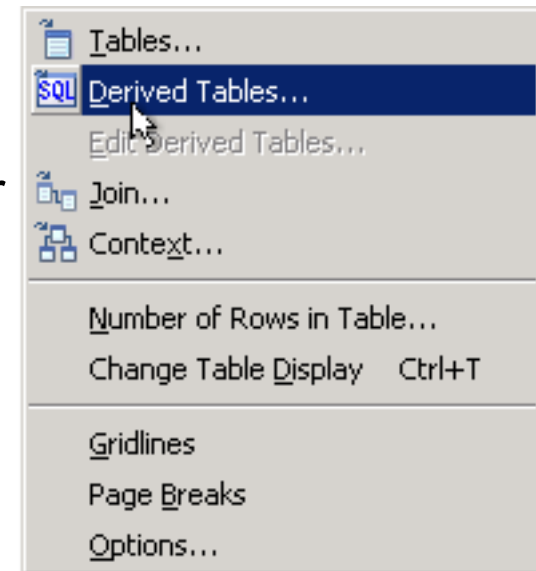 Tables...
SQL Derived Tables...
Edit Derived Tables...
Join...
Context...
Number of Rows in Table...
Change Table Display Ctrl+T
Gridlines
Page Breaks
Options...